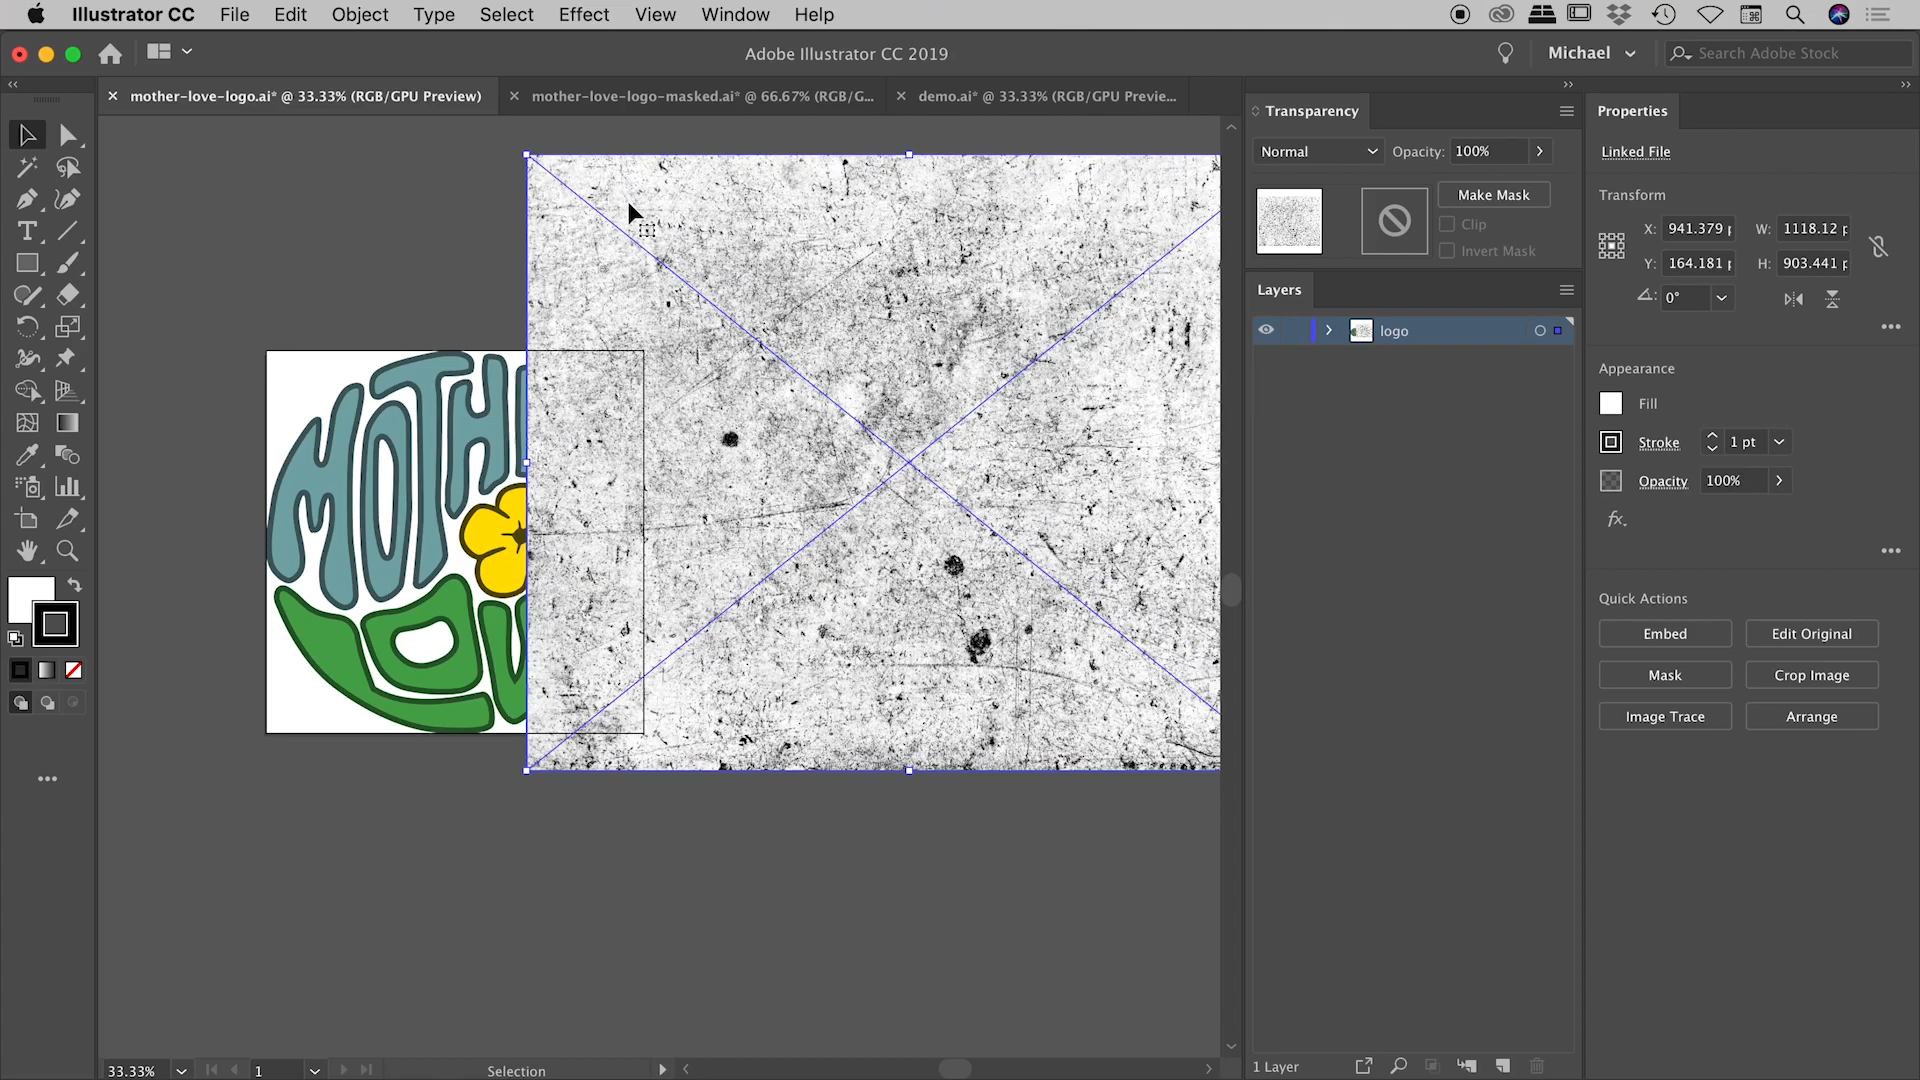 Illustrator CC File Edit Object Type Select Effect View Window Help
Adobe Illustrator CC 2019
Michael
Search Adobe Stock
mother-love-logo.ai* @ 33.33% (RGB/GPU Preview)
mother-love-logo-masked.ai* @ 66.67% (RGB/G...
demo.ai* @ 33.33% (RGB/GPU Previe...
Transparency
Normal
Opacity: 100%
Make Mask
Clip
Invert Mask
Layers
logo
1 Layer
Properties
Linked File
Transform
X: 941.379 p W: 1118.12 p
Y: 164.181 p H: 903.441 p
0°
Appearance
Fill
Stroke 1 pt
Opacity 100%
fx.
Quick Actions
Embed Edit Original
Mask Crop Image
Image Trace Arrange
MOTH
LO
33.33% 1 Selection